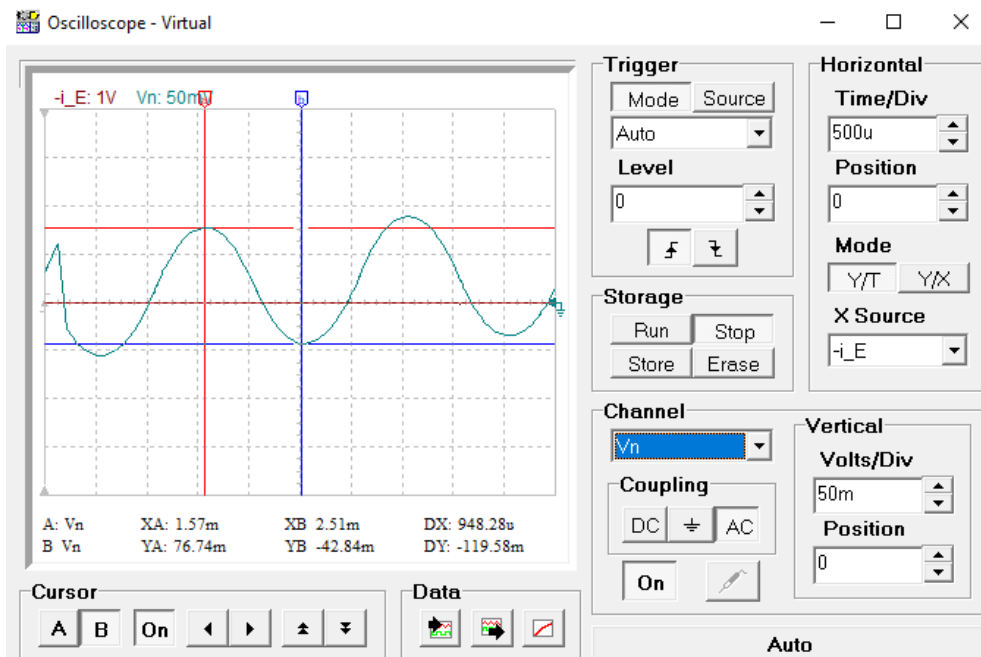 Oscilloscope - Virtual
-i_E: 1V Vn: 50mV
b
A: Vn XA: 1.57m XB 2.51m DX: 948.28u
B Vn YA: 76.74m YB -42.84m DY: -119.58m
Cursor
A B On
Data
Trigger
Mode Source
Auto
Level
0
Storage
Run Stop
Store Erase
Horizontal
Time/Div
500u
Position
0
Mode
Y/T Y/X
X Source
-i_E
Channel
Vn
Coupling
DC AC
On
Vertical
Volts/Div
50m
Position
0
Auto